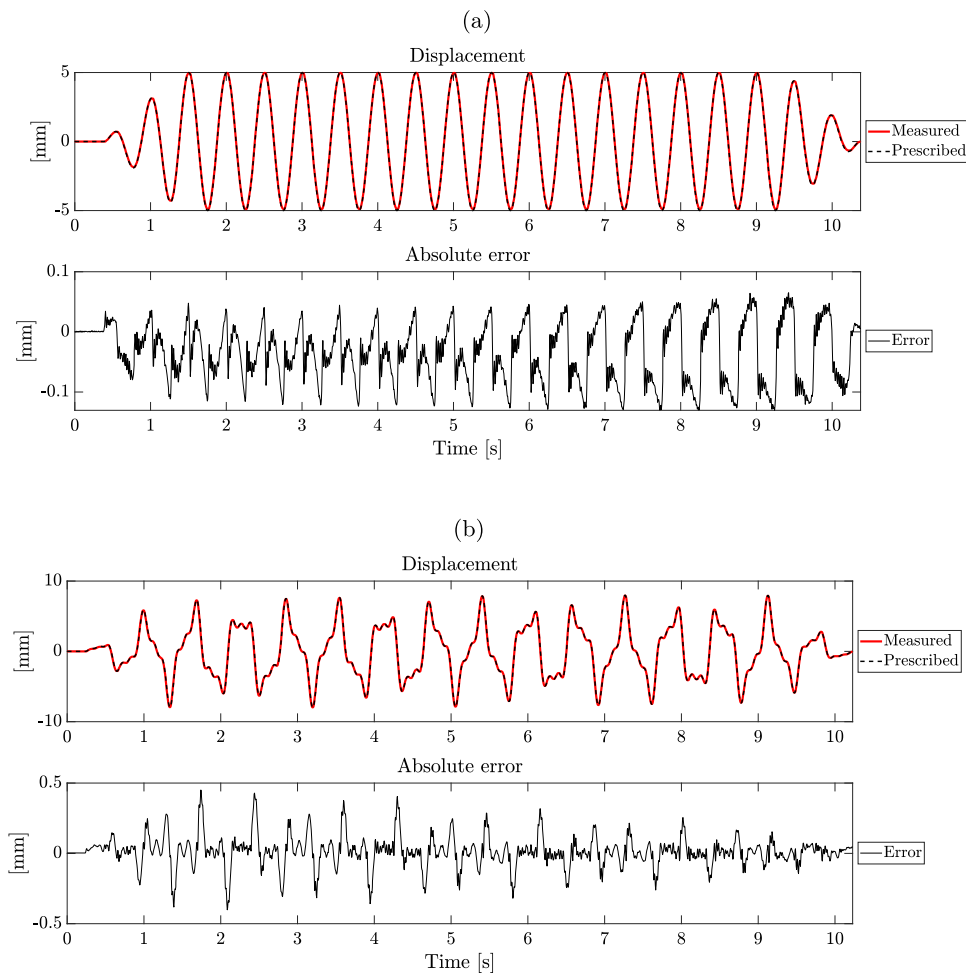 (a)
Displacement
5
0
-5
[mm]
0 1 2 3 4 5 6 7 8 9 10
Measured
Prescribed
Absolute error
0.1
0
-0.1
[mm]
0 1 2 3 4 5 6 7 8 9 10
Time [s]
Error
(b)
Displacement
10
0
-10
[mm]
0 1 2 3 4 5 6 7 8 9 10
Measured
Prescribed
Absolute error
0.5
0
-0.5
[mm]
0 1 2 3 4 5 6 7 8 9 10
Time [s]
Error